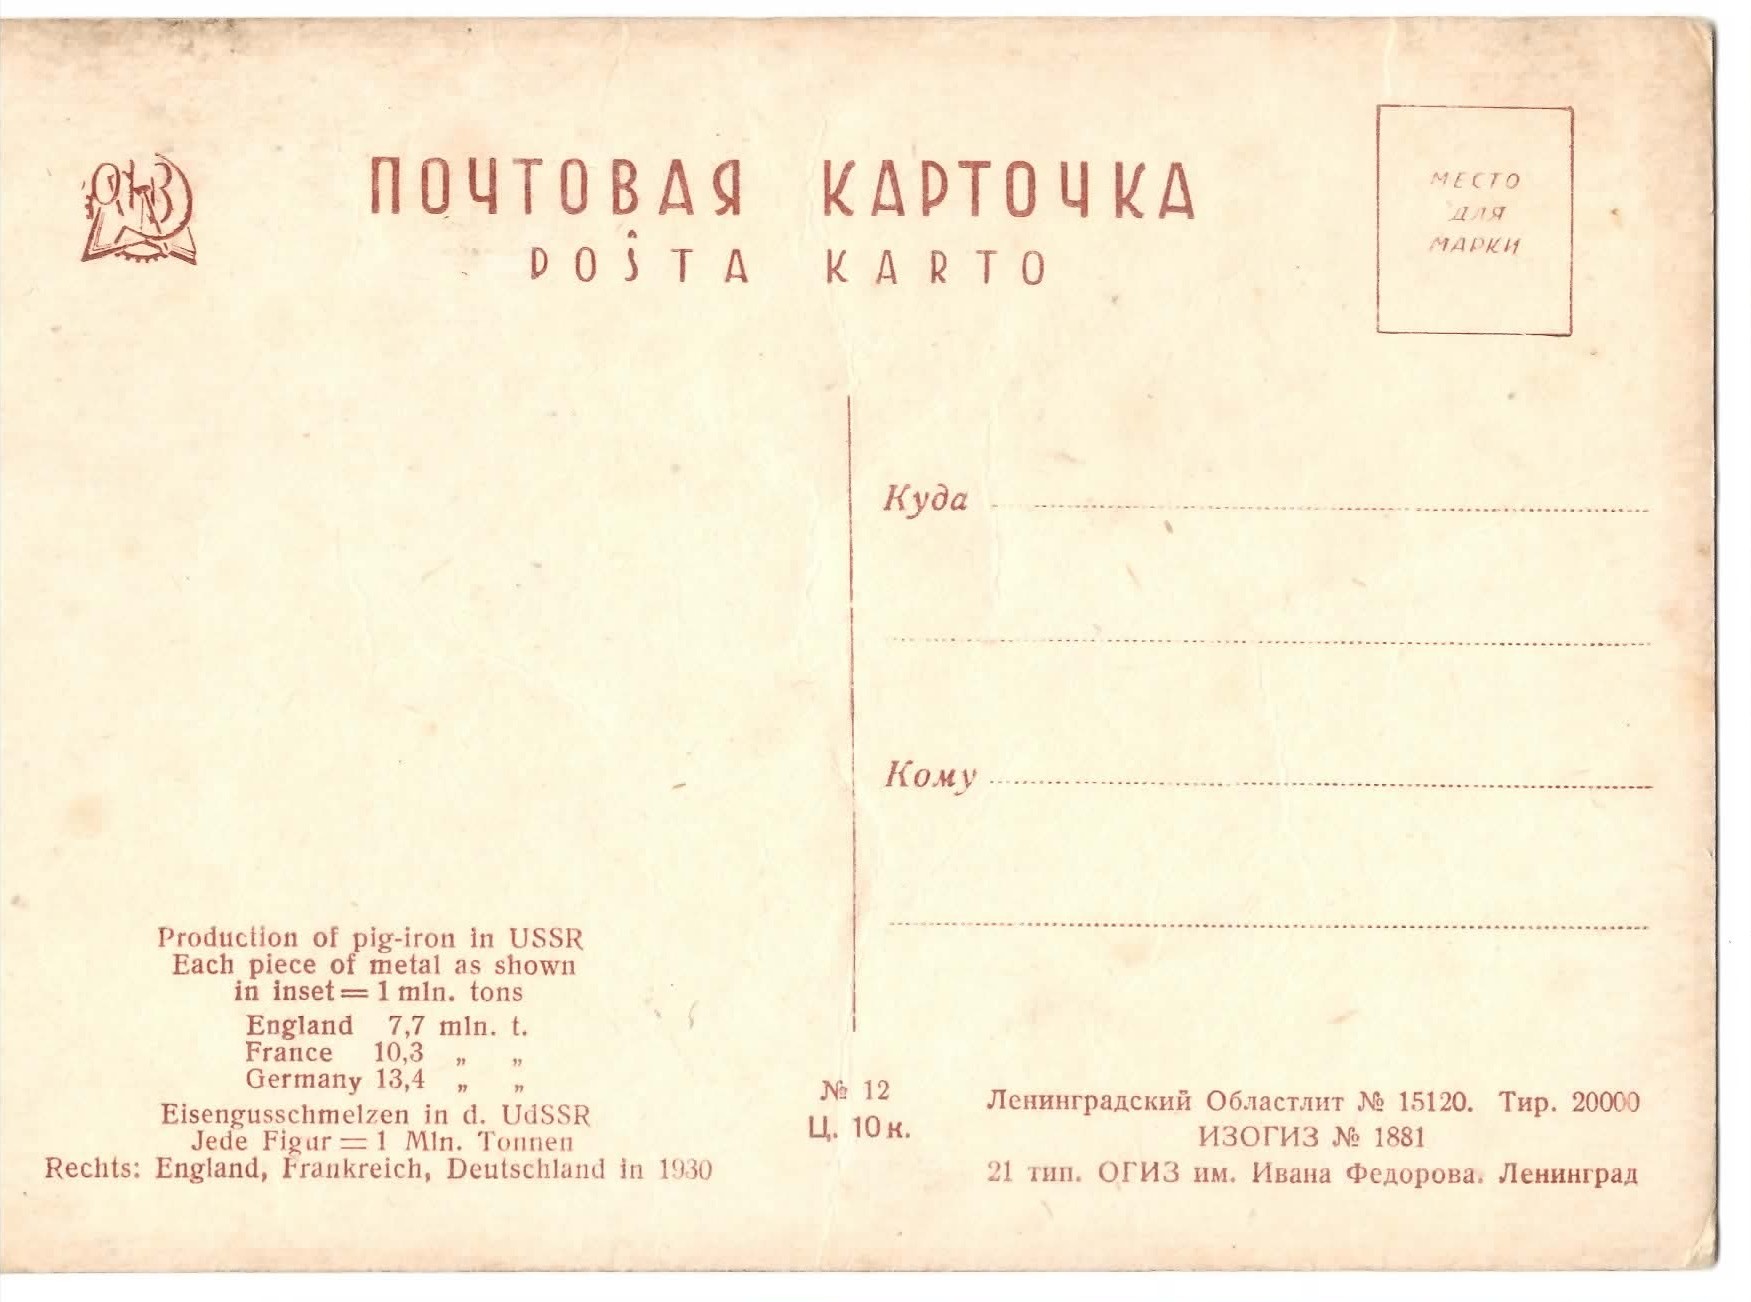 ПОЧТОВАЯ КАРТОЧКА
POŜTA KARTO
МЕСТО
ДЛЯ
МАРКИ
Куда
Кому
Production of pig-iron in USSR
Each piece of metal as shown
in inset = 1 mln. tons
England 7,7 mln. t.
France 10,3 „ „
Germany 13,4 „ „
Eisengusschmelzen in d. UdSSR
Jede Figur = 1 Mln. Tonnen
Rechts: England, Frankreich, Deutschland in 1930
№ 12
Ц. 10 к.
Ленинградский Областлит № 15120. Тир. 20000
ИЗОГИЗ № 1881
21 тип. ОГИЗ им. Ивана Федорова. Ленинград